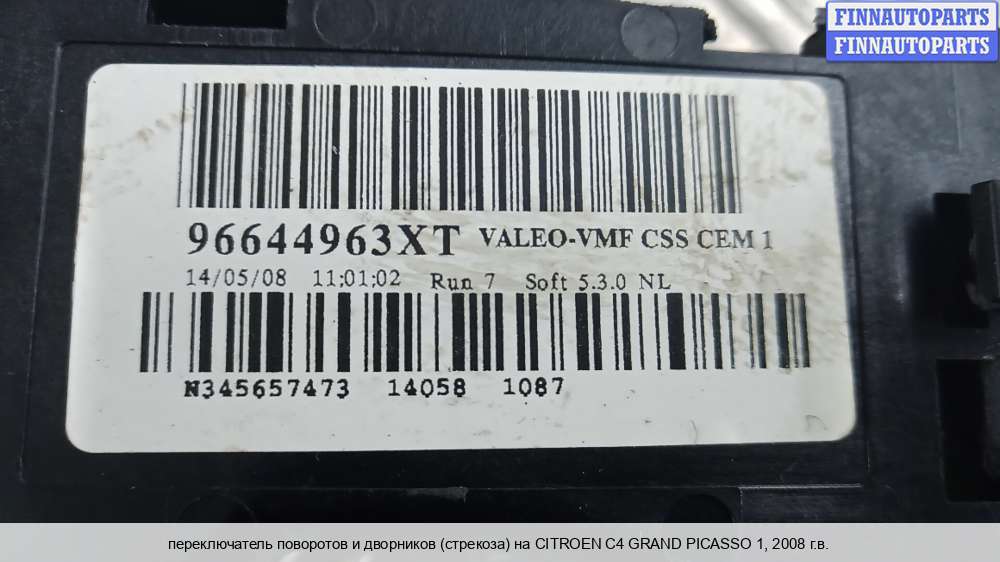 FINNAUTOPARTS
FINNAUTOPARTS
96644963XT VALEO-VMF CSS CEM 1
14/05/08 11:01:02 Run 7 Soft 5.3.0 NL
N345657473 14058 1087
переключатель поворотов и дворников (стрекоза) на CITROEN C4 GRAND PICASSO 1, 2008 г.в.